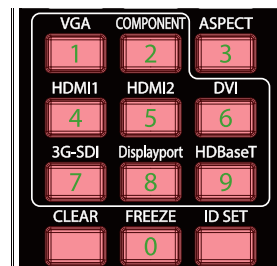 VGA COMPONENT ASPECT
1 2 3
HDMI1 HDMI2 DVI
4 5 6
3G-SDI Displayport HDBaseT
7 8 9
CLEAR FREEZE ID SET
0